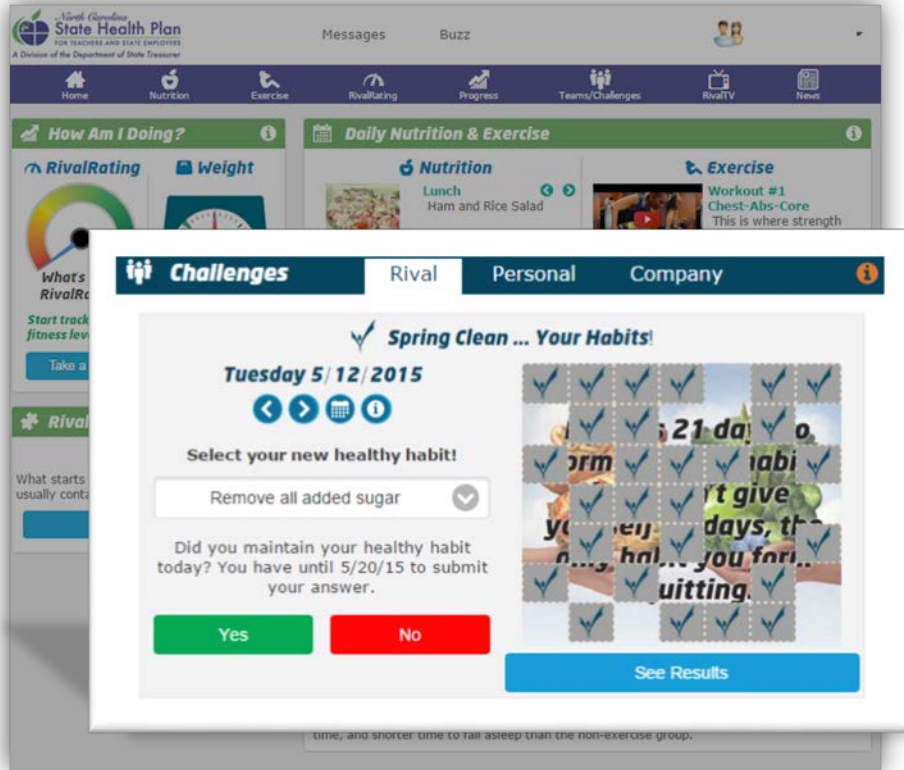 North Carolina
State Health Plan
FOR TEACHERS AND STATE EMPLOYEES
A Division of the Department of State Treasurer
Messages Buzz
Home Nutrition Exercise RivalRating Progress Teams/Challenges RivalTV News
How Am I Doing?
RivalRating Weight
What's
Start track
fitness lev
Take a
Rival
What starts
usually conta
Daily Nutrition & Exercise
Nutrition
Lunch
Ham and Rice Salad
Exercise
Workout #1
Chest-Abs-Core
This is where strength
Challenges Rival Personal Company
Spring Clean ... Your Habits!
Tuesday 5/12/2015
Select your new healthy habit!
Remove all added sugar
Did you maintain your healthy habit
today? You have until 5/20/15 to submit
your answer.
Yes No
21 da o
orm habi
't give
days, th
hab you form
uitting.
See Results
time, and shorter time to fall asleep than the non-exercise group.